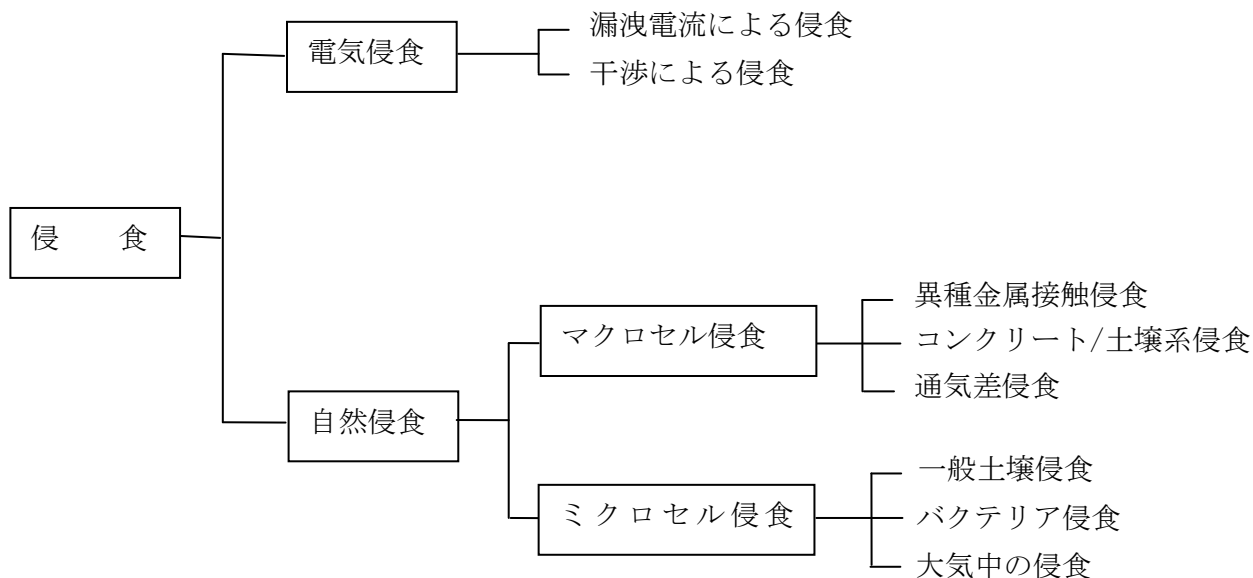 漏洩電流による侵食
電気侵食
干渉による侵食
侵　　食
異種金属接触侵食
マクロセル侵食
コンクリート/土壌系侵食
通気差侵食
自然侵食
一般土壌侵食
ミクロセル侵食
バクテリア侵食
大気中の侵食